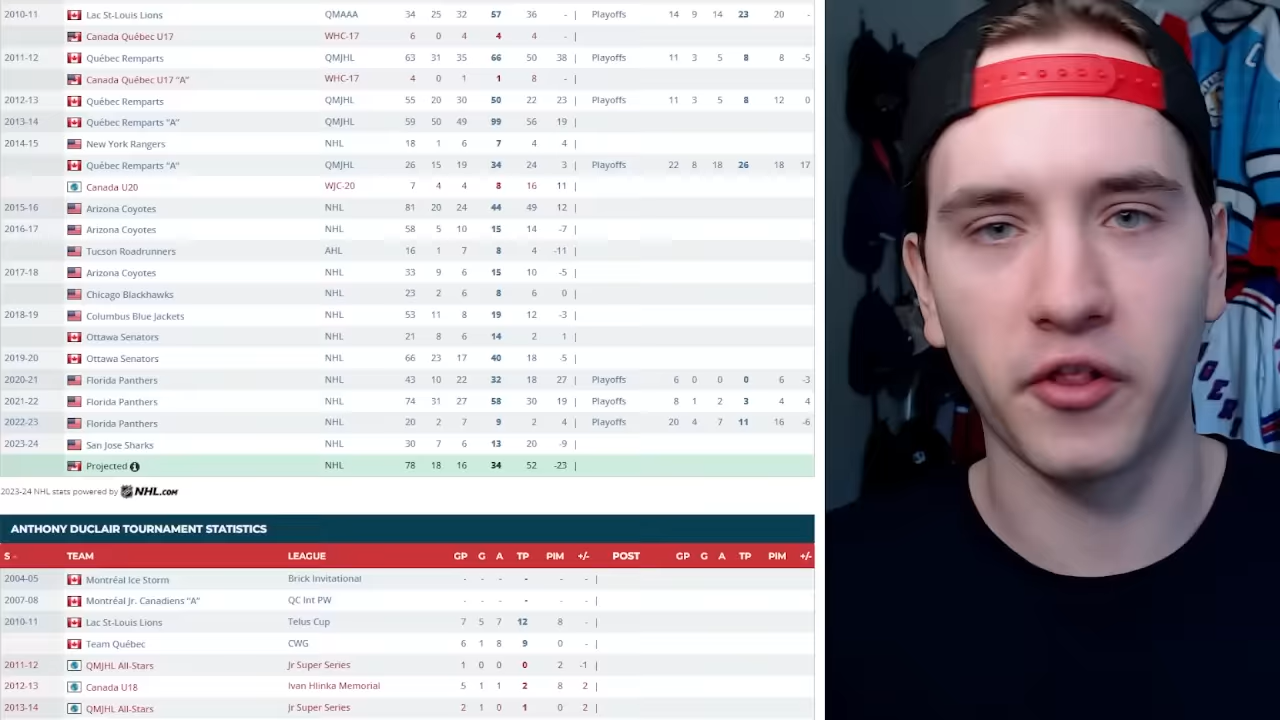 2010-11 Lac St-Louis Lions QMAAA 34 25 32 57 36 - | Playoffs 14 9 14 23 20 -
Canada Québec U17 WHC-17 6 0 4 4 4 - |
2011-12 Québec Remparts QMJHL 63 31 35 66 50 38 | Playoffs 11 3 5 8 8 -5
Canada Québec U17 "A" WHC-17 4 0 1 1 8 - |
2012-13 Québec Remparts QMJHL 55 20 30 50 22 23 | Playoffs 11 3 5 8 12 0
2013-14 Québec Remparts "A" QMJHL 59 50 49 99 56 19 |
2014-15 New York Rangers NHL 18 1 6 7 4 4 |
Québec Remparts "A" QMJHL 26 15 19 34 24 3 | Playoffs 22 8 18 26 18 17
Canada U20 WJC-20 7 4 4 8 16 11 |
2015-16 Arizona Coyotes NHL 81 20 24 44 49 12 |
2016-17 Arizona Coyotes NHL 58 5 10 15 14 -7 |
Tucson Roadrunners AHL 16 1 7 8 4 -11 |
2017-18 Arizona Coyotes NHL 33 9 6 15 10 -5 |
Chicago Blackhawks NHL 23 2 6 8 6 0 |
2018-19 Columbus Blue Jackets NHL 53 11 8 19 12 -3 |
Ottawa Senators NHL 21 8 6 14 2 1 |
2019-20 Ottawa Senators NHL 66 23 17 40 18 -5 |
2020-21 Florida Panthers NHL 43 10 22 32 18 27 | Playoffs 6 0 0 0 6 -3
2021-22 Florida Panthers NHL 74 31 27 58 30 19 | Playoffs 8 1 2 3 4 4
2022-23 Florida Panthers NHL 20 2 7 9 2 4 | Playoffs 20 4 7 11 16 -6
2023-24 San Jose Sharks NHL 30 7 6 13 20 -9 |
Projected NHL 78 18 16 34 52 -23 |
2023-24 NHL stats powered by NHL.COM
ANTHONY DUCLAIR TOURNAMENT STATISTICS
S TEAM LEAGUE GP G A TP PIM +/- POST GP G A TP PIM +/-
2004-05 Montréal Ice Storm Brick Invitational - - - - - - |
2007-08 Montréal Jr. Canadiens "A" QC Int PW - - - - - - |
2010-11 Lac St-Louis Lions Telus Cup 7 5 7 12 8 - |
Team Québec CWG 6 1 8 9 0 - |
2011-12 QMJHL All-Stars Jr Super Series 1 0 0 0 2 -1 |
2012-13 Canada U18 Ivan Hlinka Memorial 5 1 1 2 8 2 |
2013-14 QMJHL All-Stars Jr Super Series 2 1 0 1 0 2 |